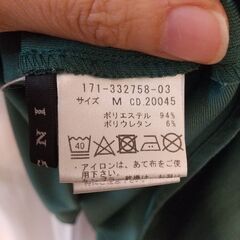 171-332758-03
サイズ M CD.20045
ポリエステル 94%
ポリウレタン 6%
40
・アイロンは、あて布をご使
用下さい。